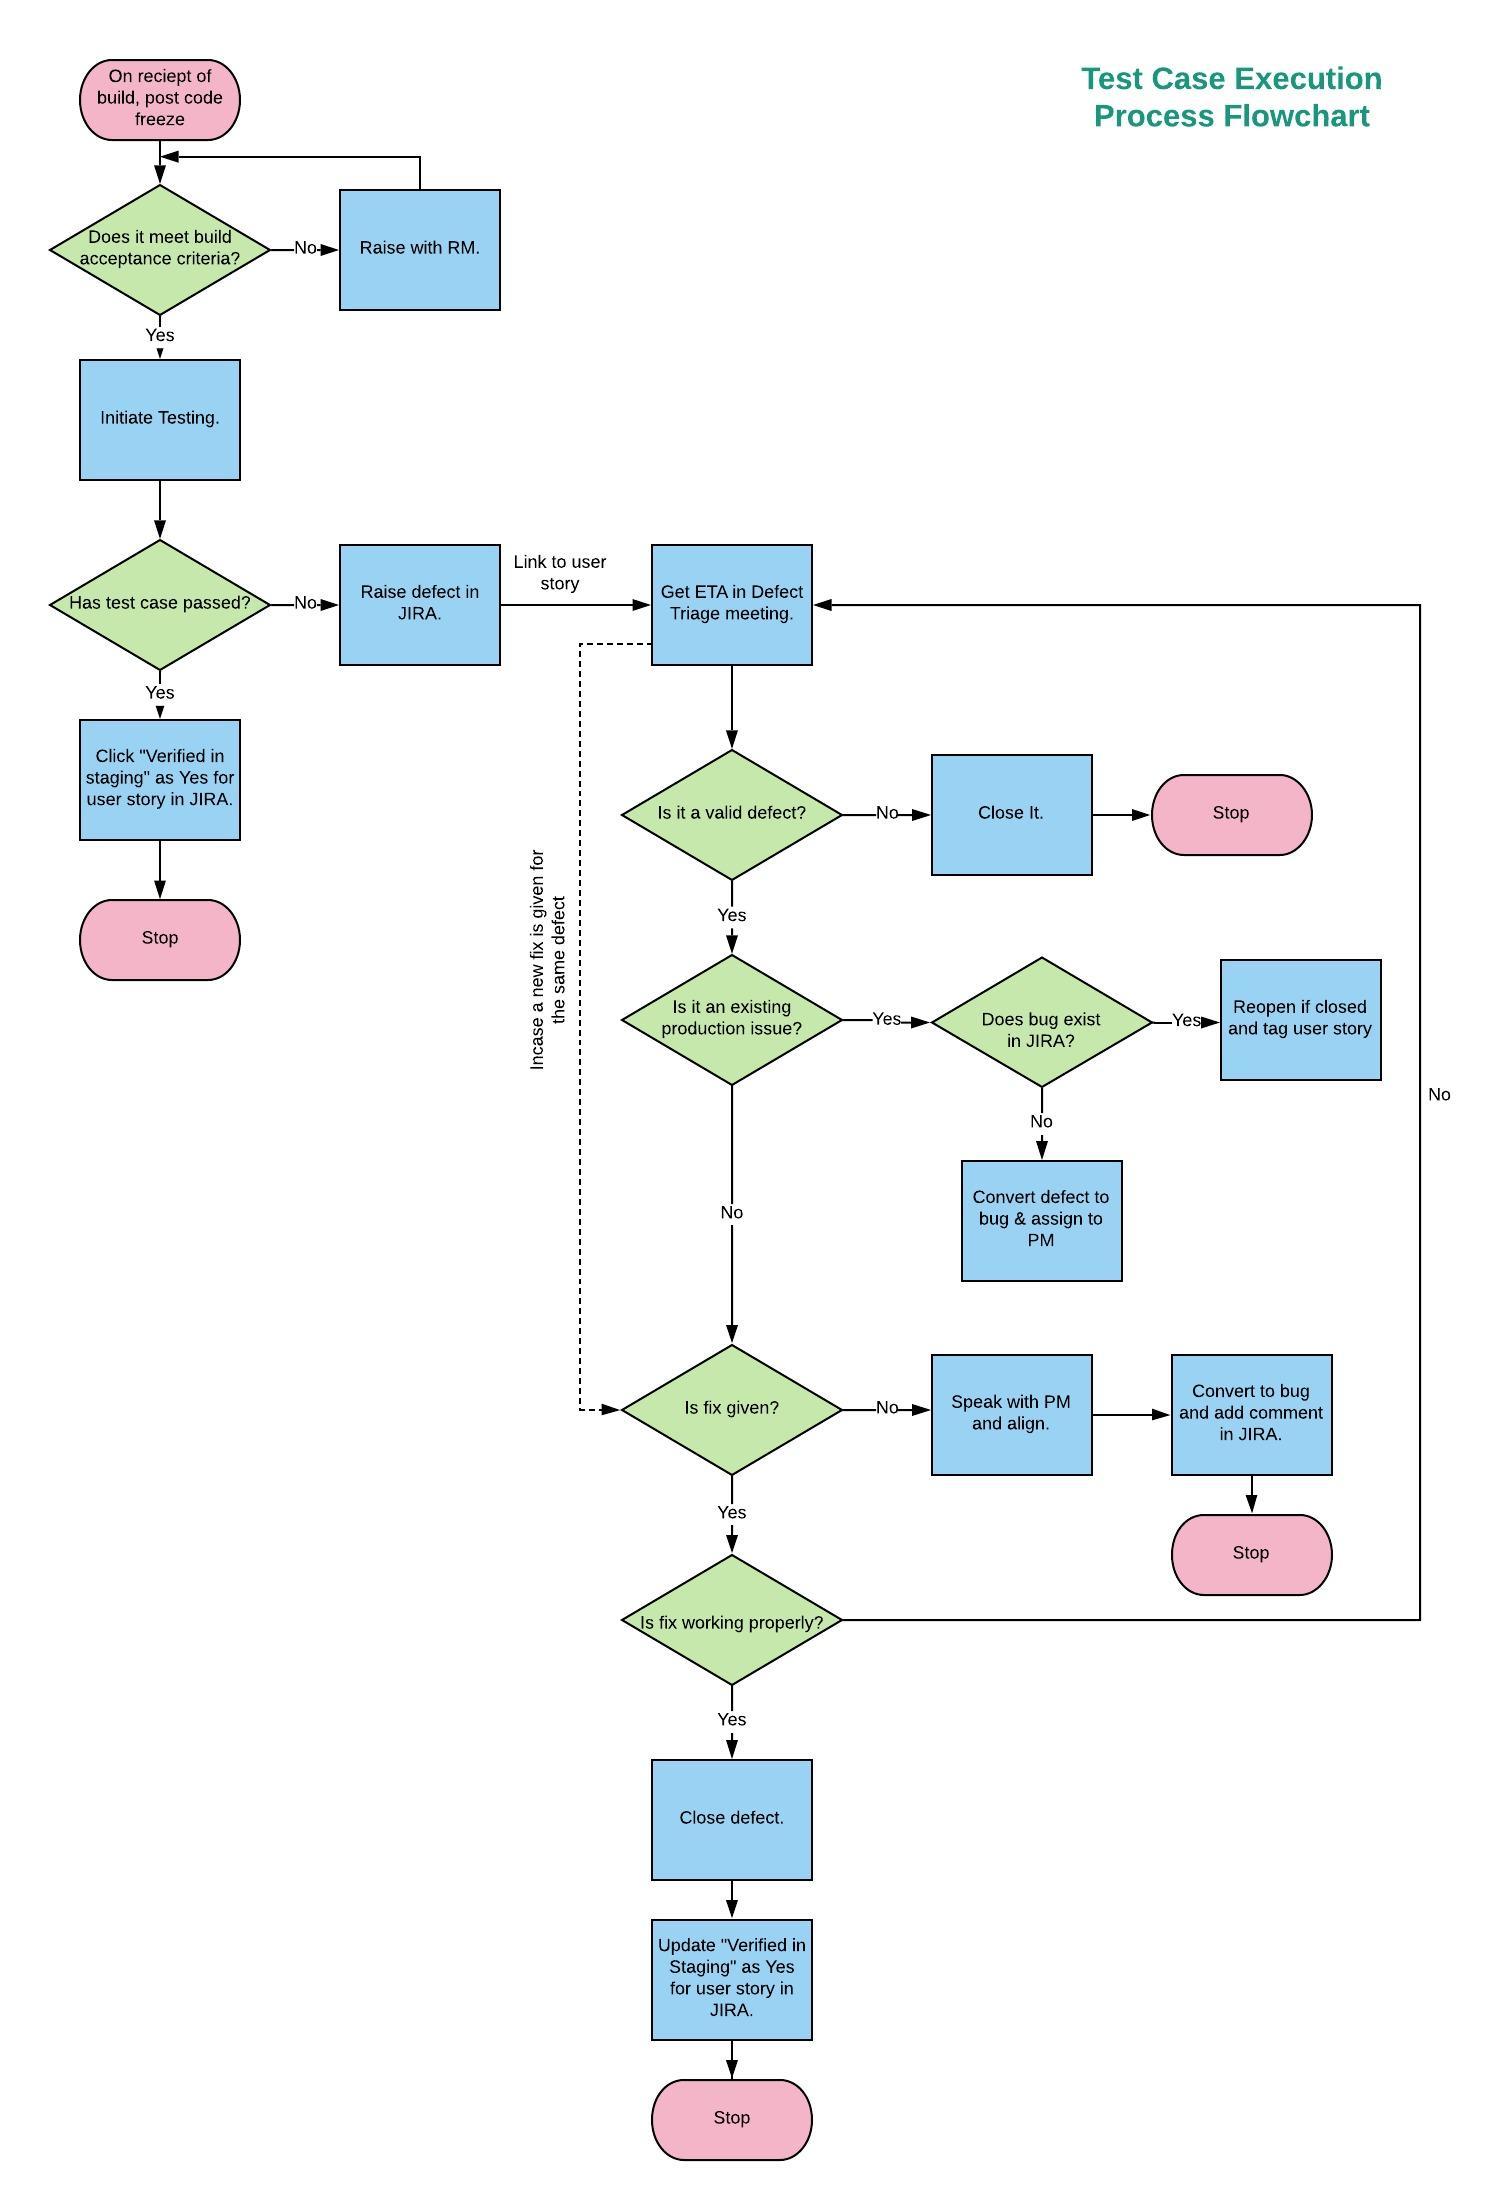 Test Case Execution
Process Flowchart
On reciept of
build, post code
freeze
Does it meet build
acceptance criteria?
No
Raise with RM.
Yes
Initiate Testing.
Has test case passed?
No
Raise defect in
JIRA.
Link to user
story
Get ETA in Defect
Triage meeting.
Yes
Click "Verified in
staging" as Yes for
user story in JIRA.
Stop
Incase a new fix is given for
the same defect
Is it a valid defect?
No
Close It.
Stop
Yes
Is it an existing
production issue?
Yes
Does bug exist
in JIRA?
Yes
Reopen if closed
and tag user story
No
No
Convert defect to
bug & assign to
PM
No
Is fix given?
No
Speak with PM
and align.
Convert to bug
and add comment
in JIRA.
Stop
Yes
Is fix working properly?
Yes
Close defect.
Update "Verified in
Staging" as Yes
for user story in
JIRA.
Stop